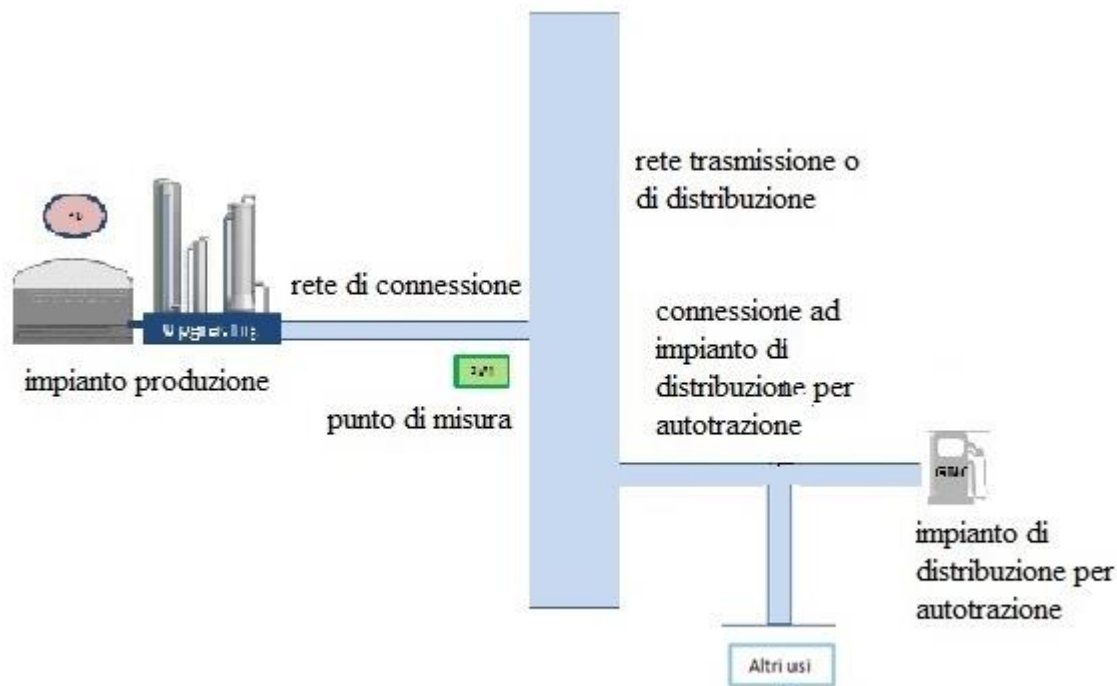 rete trasmissione o
di distribuzione
rete di connessione
Upgrading
impianto produzione
punto di misura
connessione ad
impianto di
distribuzione per
autotrazione
impianto di
distribuzione per
autotrazione
Altri usi